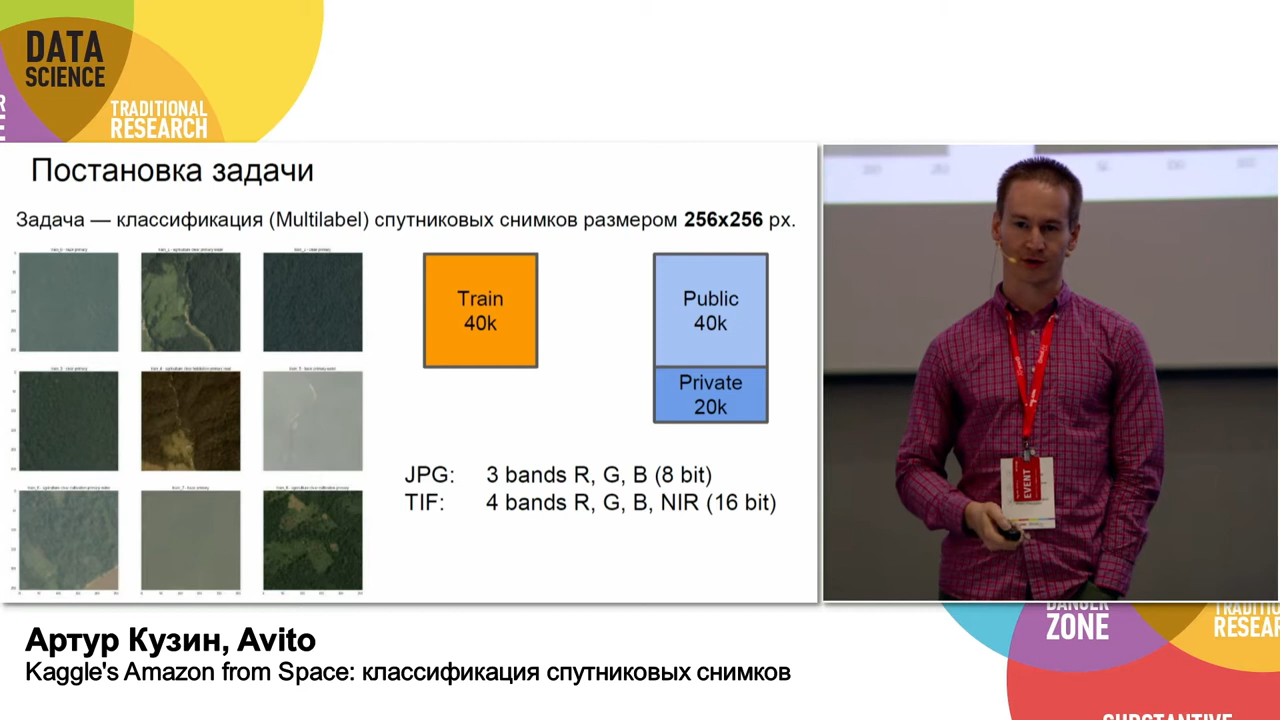 DATA
SCIENCE
TRADITIONAL
RESEARCH
Постановка задачи
Задача — классификация (Multilabel) спутниковых снимков размером 256x256 px.
Train
40k
Public
40k
Private
20k
JPG: 3 bands R, G, B (8 bit)
TIF: 4 bands R, G, B, NIR (16 bit)
EVENT
DANGER
ZONE
Артур Кузин, Avito
Kaggle's Amazon from Space: классификация спутниковых снимков